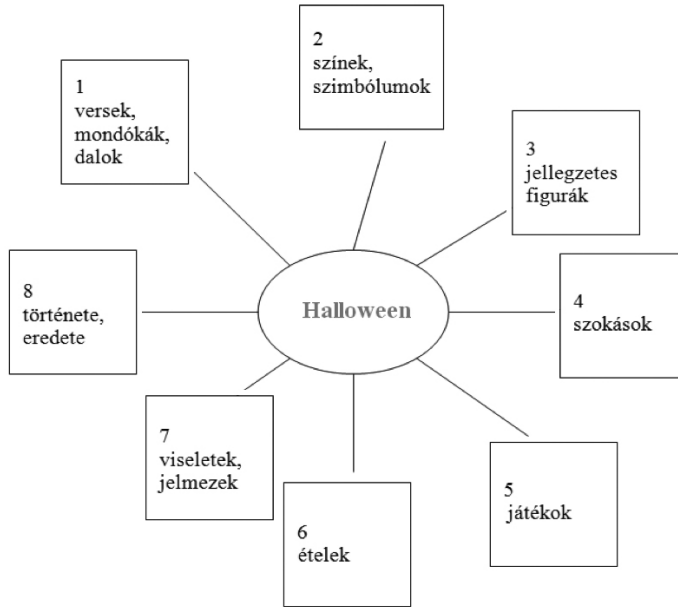 1
versek,
mondókák,
dalok
2
színek,
szimbólumok
3
jellegzetes
figurák
4
szokások
5
játékok
6
ételek
7
viseletek,
jelmezek
8
története,
eredete
Halloween